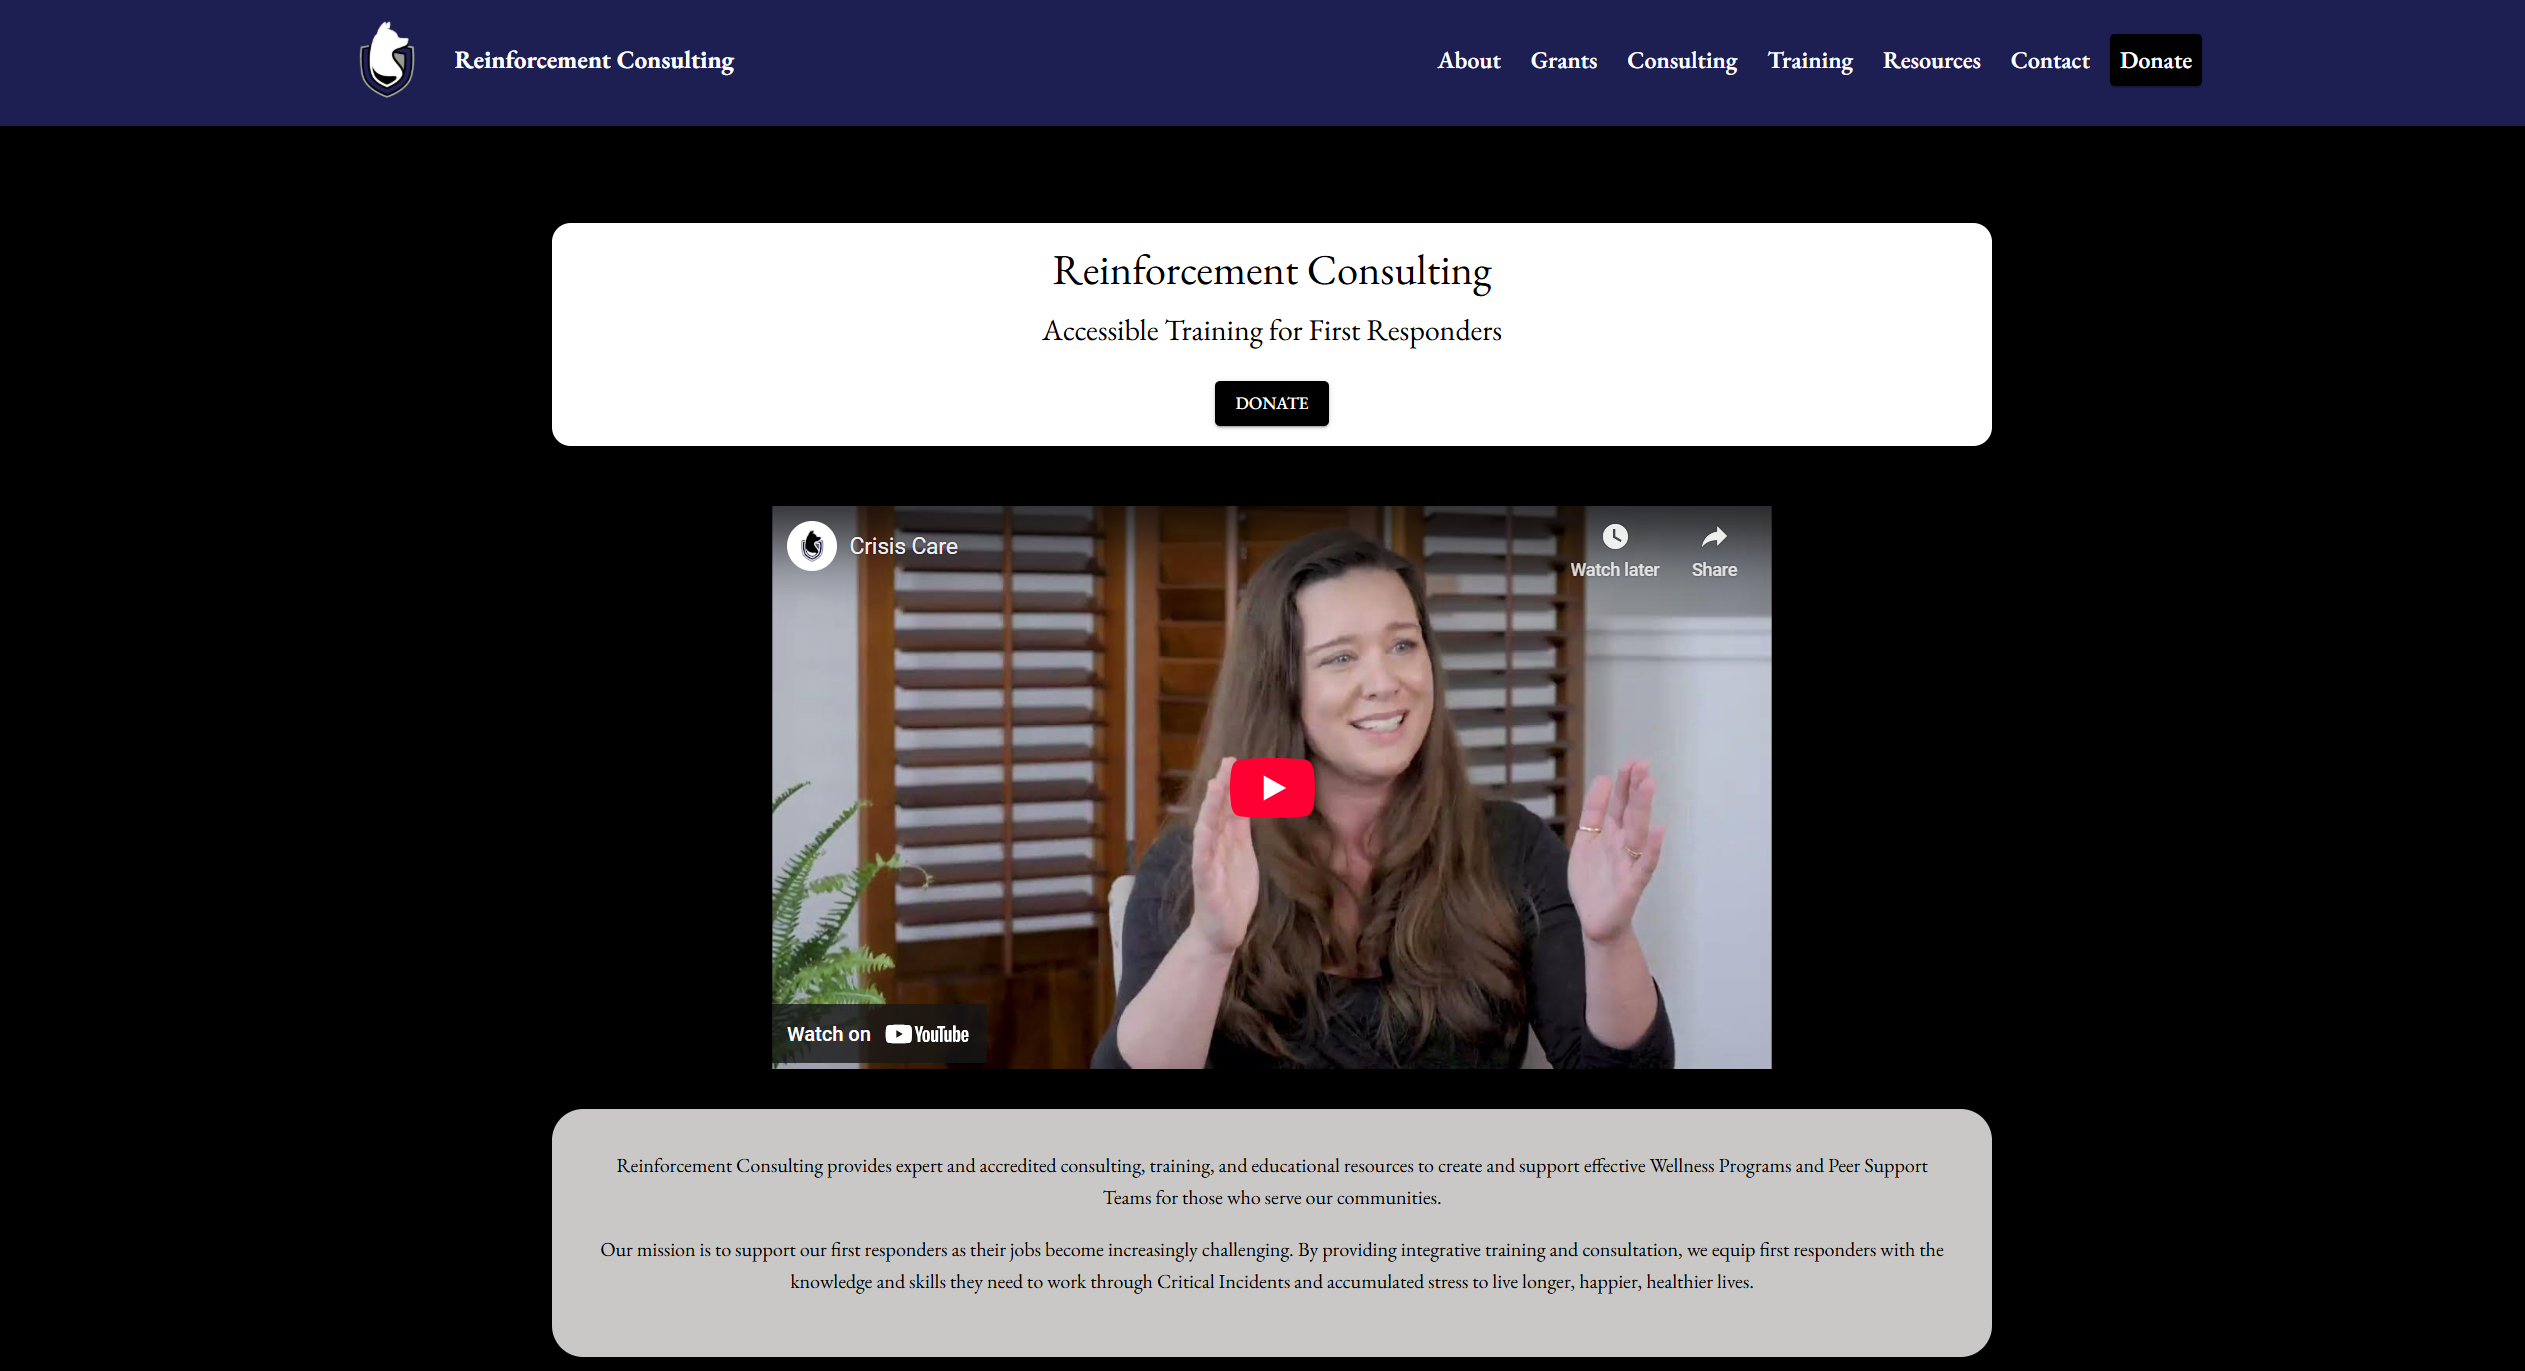 Reinforcement Consulting
About
Grants
Consulting
Training
Resources
Contact
Donate
Reinforcement Consulting
Accessible Training for First Responders
DONATE
Crisis Care
Watch later
Share
Watch on YouTube
Reinforcement Consulting provides expert and accredited consulting, training, and educational resources to create and support effective Wellness Programs and Peer Support
Teams for those who serve our communities.
Our mission is to support our first responders as their jobs become increasingly challenging. By providing integrative training and consultation, we equip first responders with the
knowledge and skills they need to work through Critical Incidents and accumulated stress to live longer, happier, healthier lives.